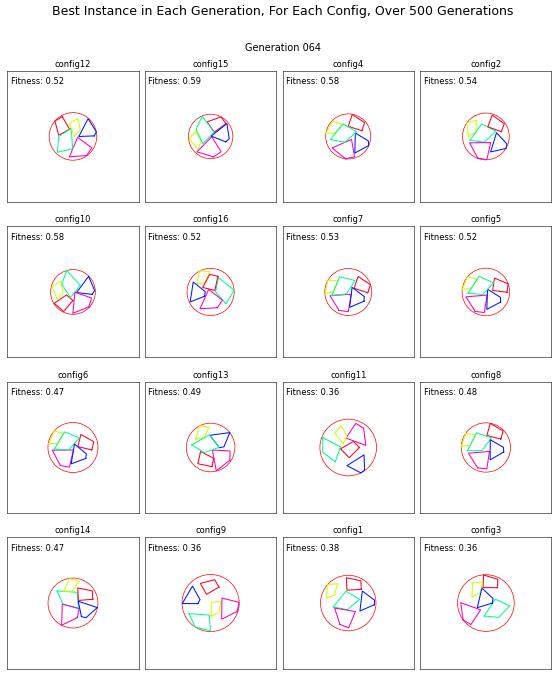 Best Instance in Each Generation, For Each Config, Over 500 Generations
Generation 064
config12 config15 config4 config2
Fitness: 0.52 Fitness: 0.59 Fitness: 0.58 Fitness: 0.54
config10 config16 config7 config5
Fitness: 0.58 Fitness: 0.52 Fitness: 0.53 Fitness: 0.52
config6 config13 config11 config8
Fitness: 0.47 Fitness: 0.49 Fitness: 0.36 Fitness: 0.48
config14 config9 config1 config3
Fitness: 0.47 Fitness: 0.36 Fitness: 0.38 Fitness: 0.36